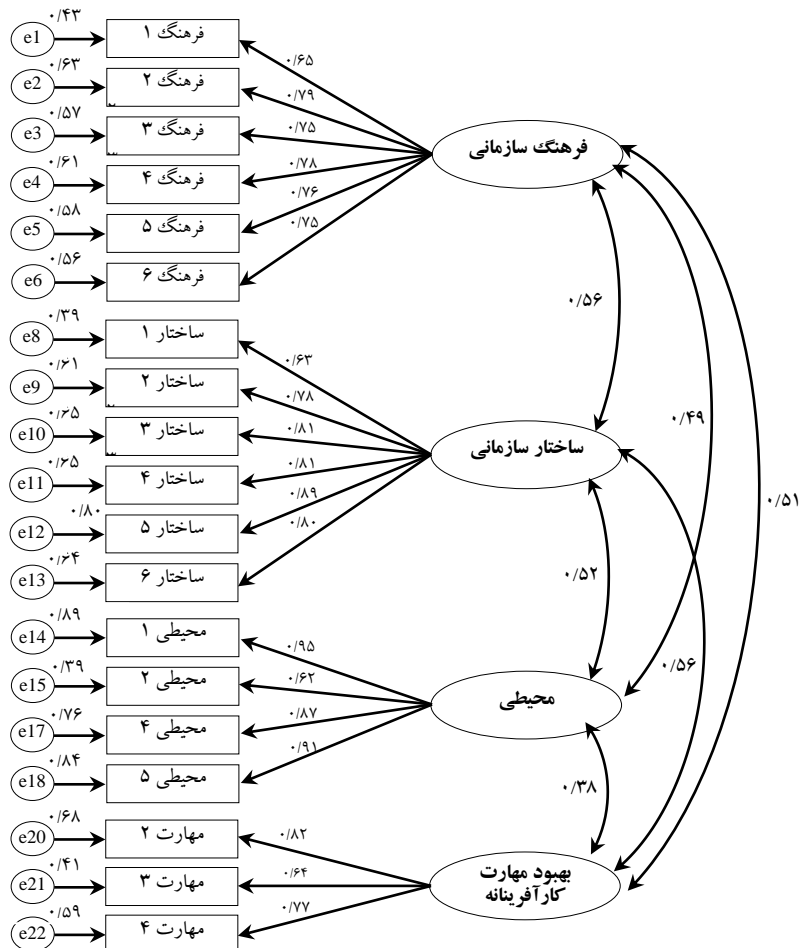 ۰/۴۳
e1
فرهنگ ۱
۰/۶۵
۰/۶۳
e2
فرهنگ ۲
۰/۷۹
۰/۵۷
e3
فرهنگ ۳
۰/۷۵
۰/۶۱
e4
فرهنگ ۴
۰/۷۸
۰/۵۸
e5
فرهنگ ۵
۰/۷۶
۰/۵۶
e6
فرهنگ ۶
۰/۷۵
فرهنگ سازمانی
۰/۵۶
۰/۳۹
e8
ساختار ۱
۰/۶۳
۰/۶۱
e9
ساختار ۲
۰/۷۸
۰/۶۵
e10
ساختار ۳
۰/۸۱
۰/۶۵
e11
ساختار ۴
۰/۸۱
۰/۸۰
e12
ساختار ۵
۰/۸۹
۰/۶۴
e13
ساختار ۶
۰/۸۰
ساختار سازمانی
۰/۴۹
۰/۵۱
۰/۵۲
۰/۸۹
e14
محیطی ۱
۰/۹۵
۰/۳۹
e15
محیطی ۲
۰/۶۲
۰/۷۶
e17
محیطی ۴
۰/۸۷
۰/۸۴
e18
محیطی ۵
۰/۹۱
محیطی
۰/۵۶
۰/۳۸
۰/۶۸
e20
مهارت ۲
۰/۸۲
۰/۴۱
e21
مهارت ۳
۰/۶۴
۰/۵۹
e22
مهارت ۴
۰/۷۷
بهبود مهارت
کارآفرینانه